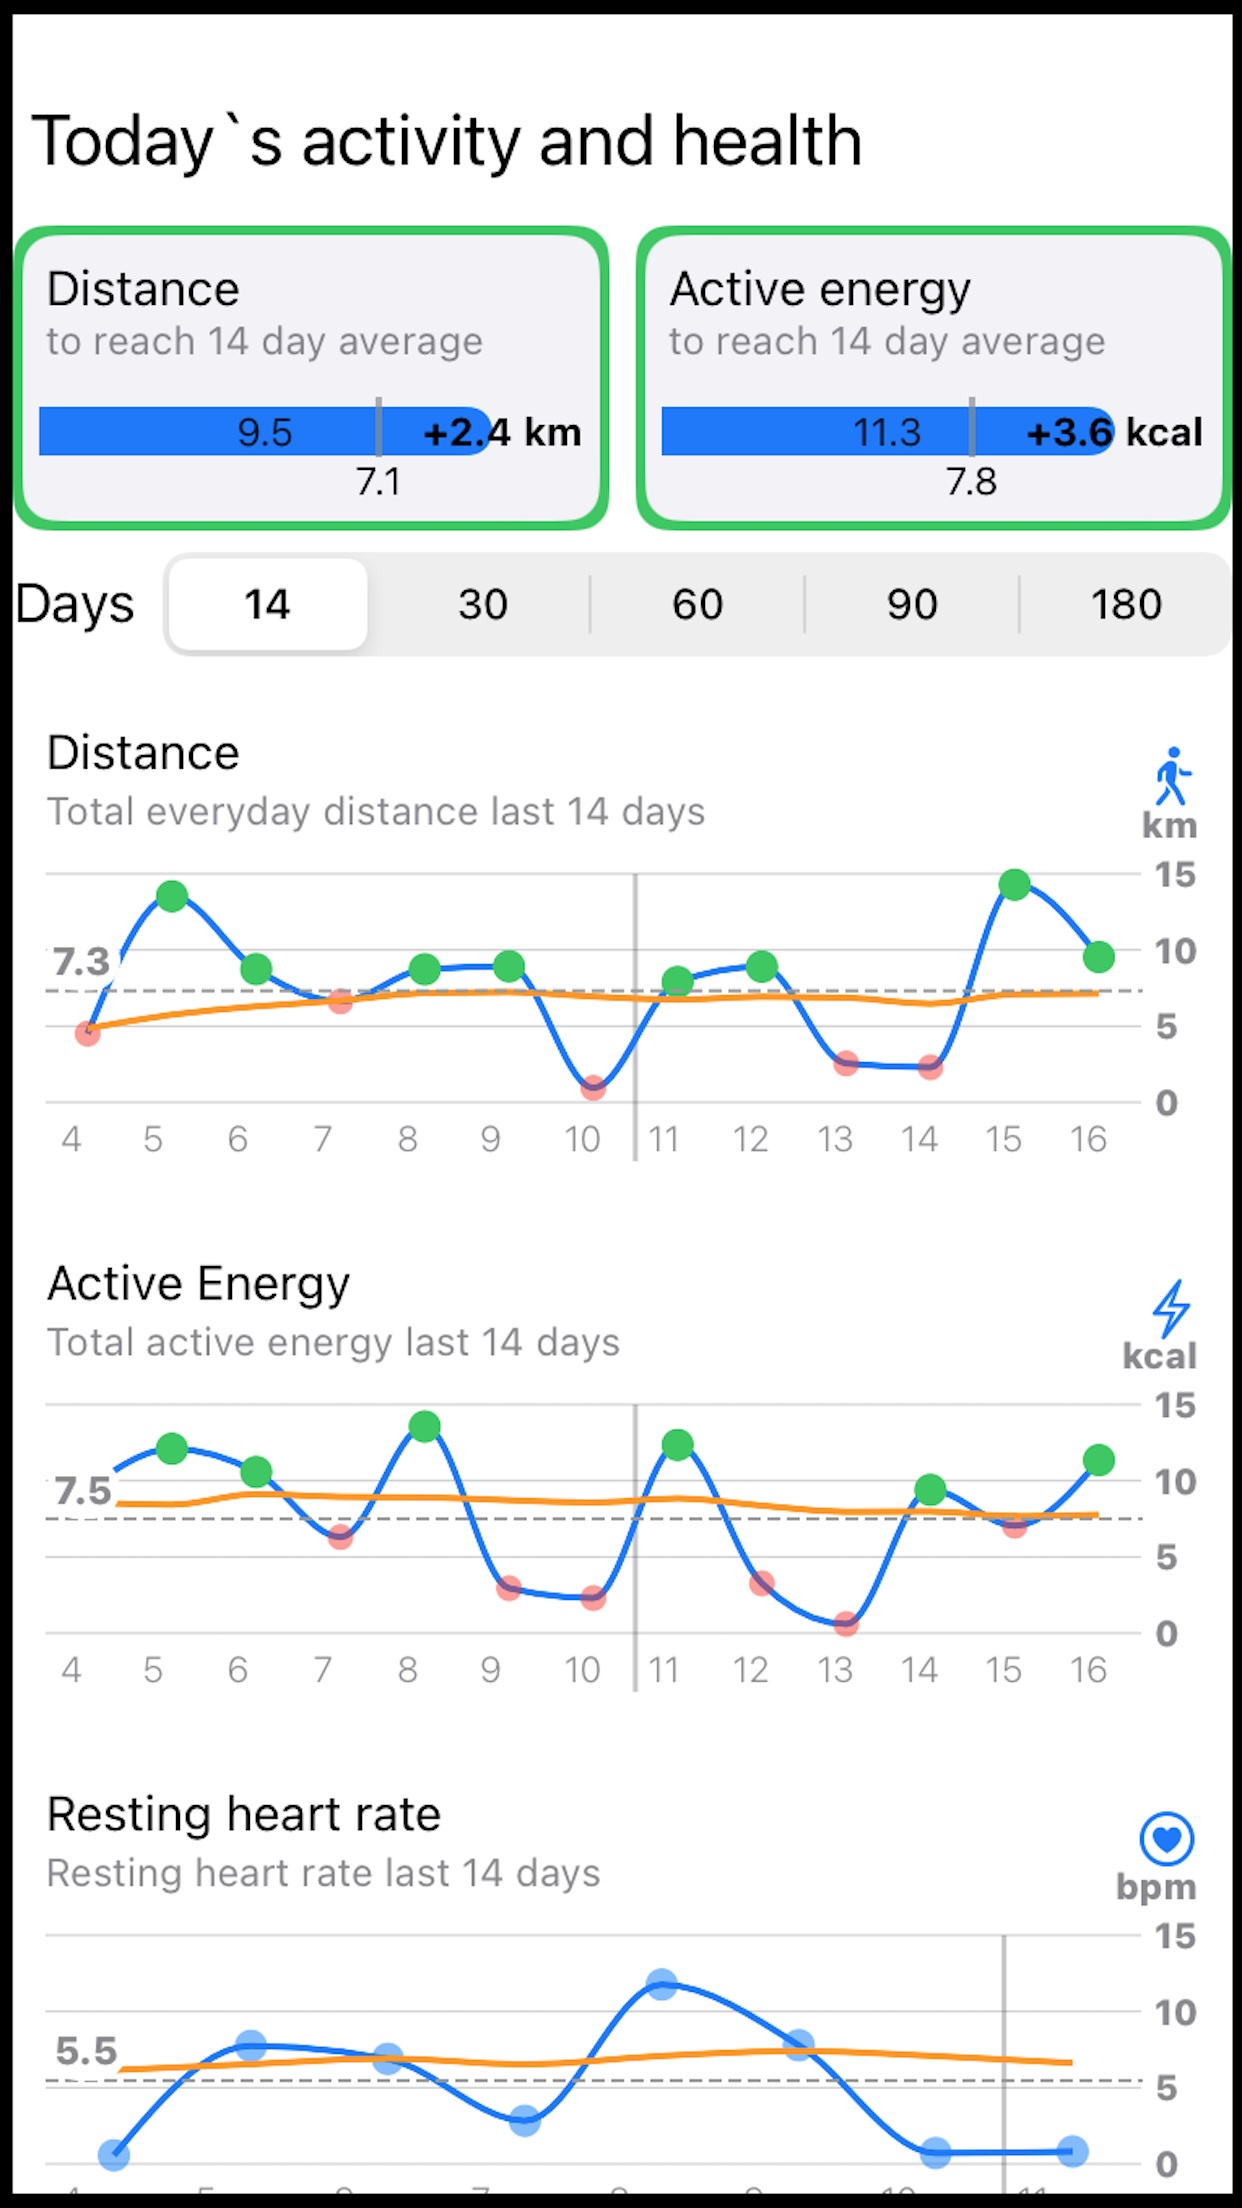 Today`s activity and health
Distance
to reach 14 day average
9.5 +2.4 km
7.1
Active energy
to reach 14 day average
11.3 +3.6 kcal
7.8
Days 14 30 60 90 180
Distance
Total everyday distance last 14 days
km
15
7.3 10
5
0
4 5 6 7 8 9 10 11 12 13 14 15 16
Active Energy
Total active energy last 14 days
kcal
15
7.5 10
5
0
4 5 6 7 8 9 10 11 12 13 14 15 16
Resting heart rate
Resting heart rate last 14 days
bpm
15
10
5.5
5
0